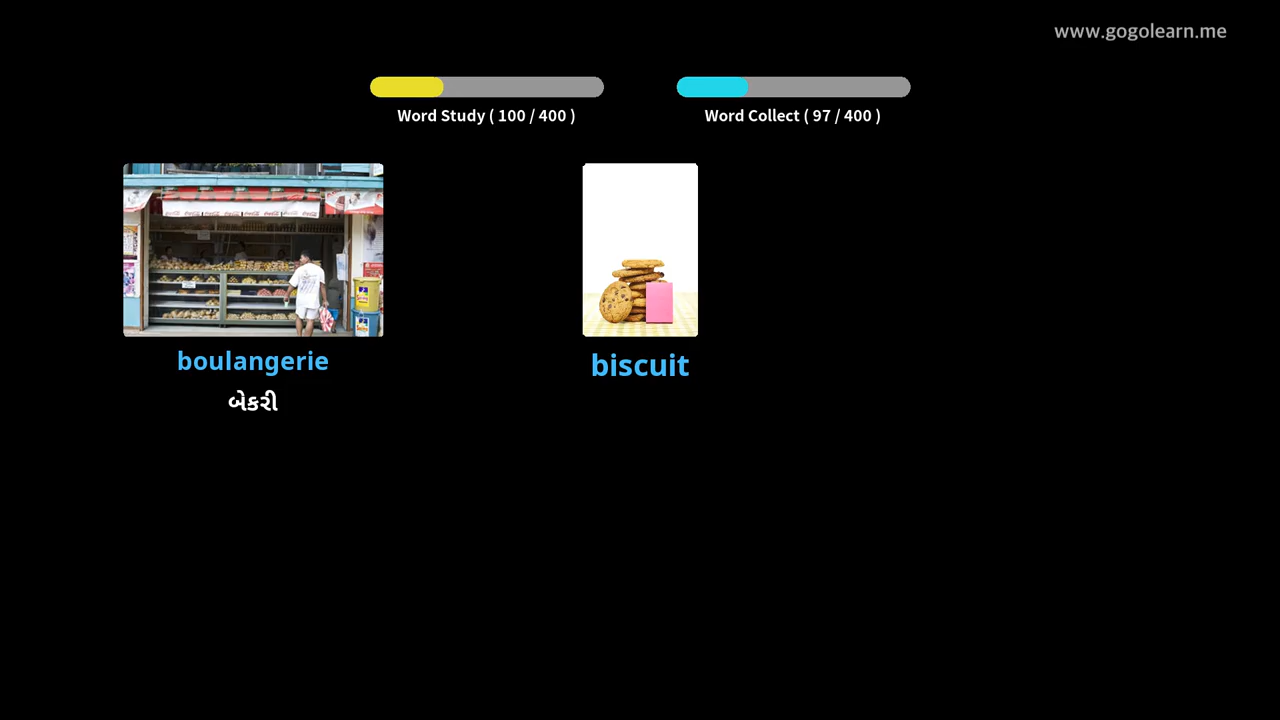 www.gogolearn.me
Word Study ( 100 / 400 )
Word Collect ( 97 / 400 )
boulangerie
biscuit
બેકરી